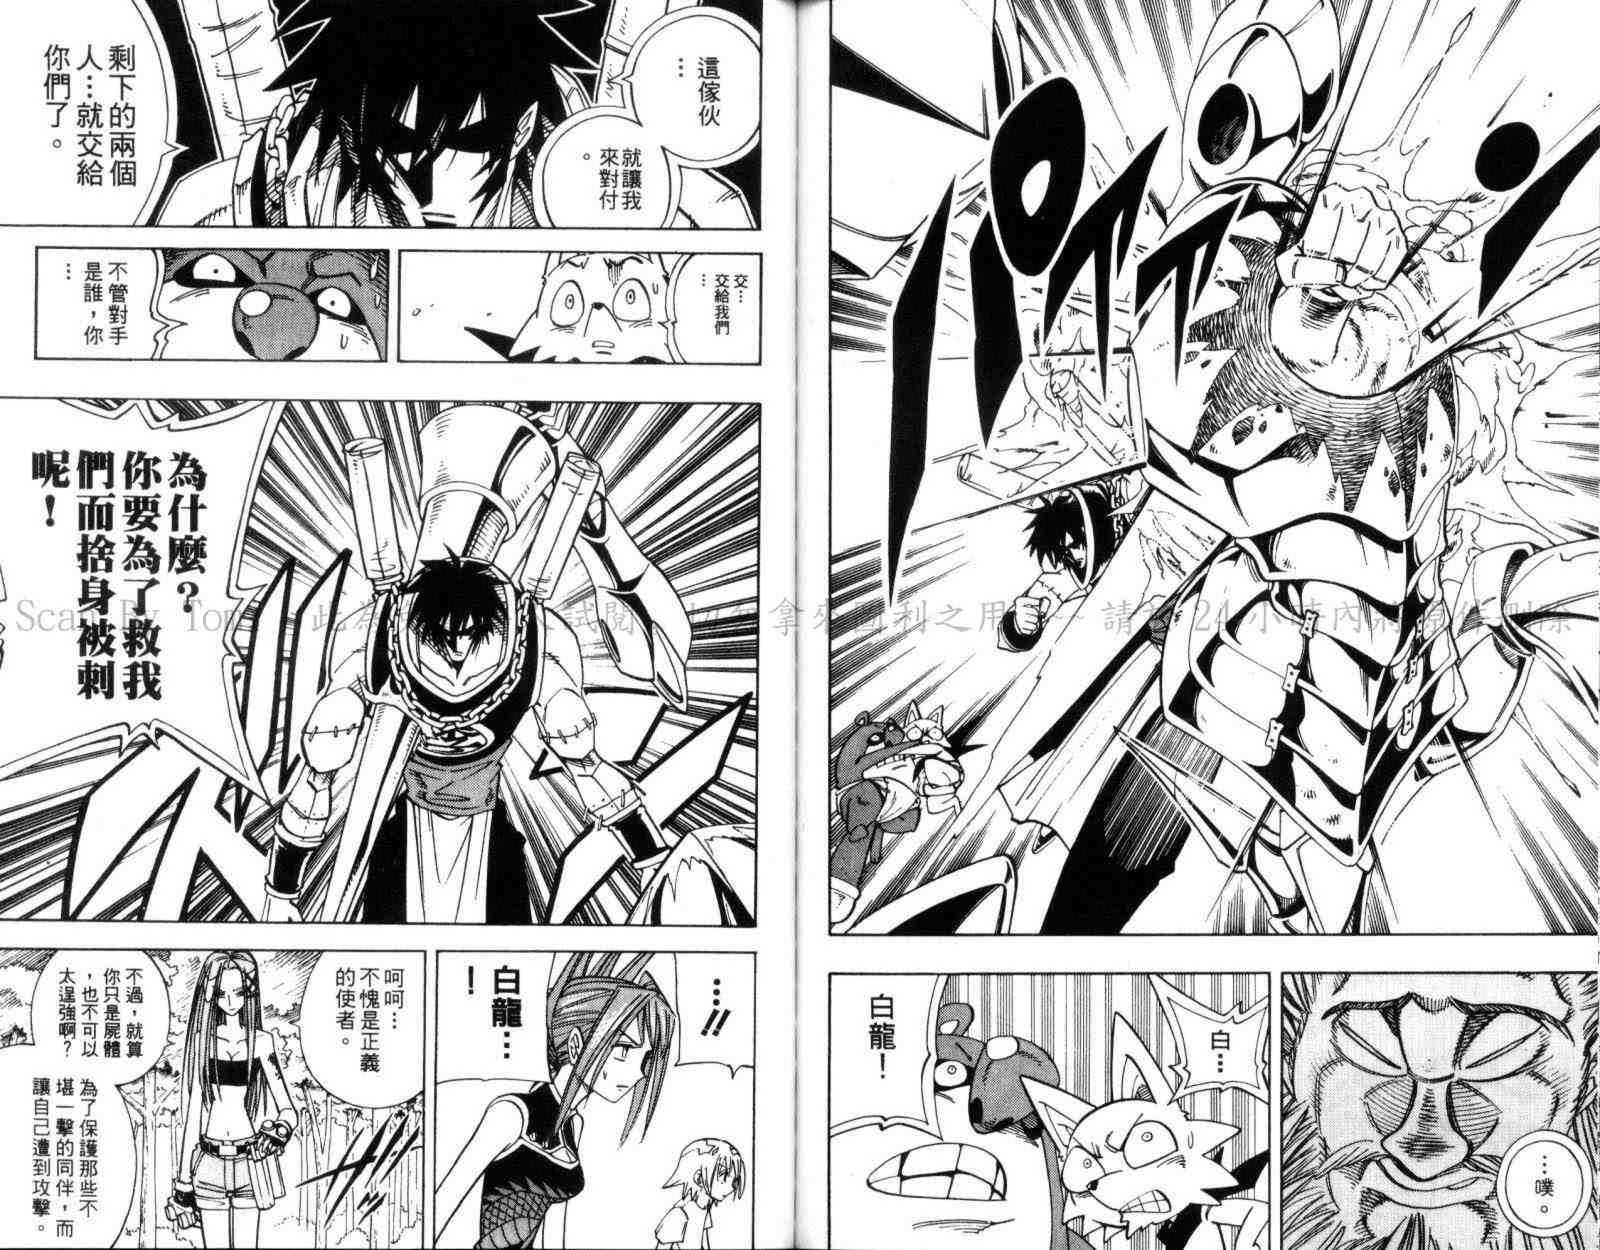 パァァン
…噗。
白…
白龍！
這傢伙
…
就讓我
來對付
。
剩下的兩個
人…就交給
你們了。
交…
交給我們
…
不管對手
是誰，你
…
為什麼？
你要為了救我
們而捨身被刺
呢！
…!!
白龍…
！
呵呵…
不愧是正義
的使者。
不過，就算
你只是屍體
，也不可以
太逞強啊？
為了保護那些不
堪一擊的同伴，而
讓自己遭到攻擊。